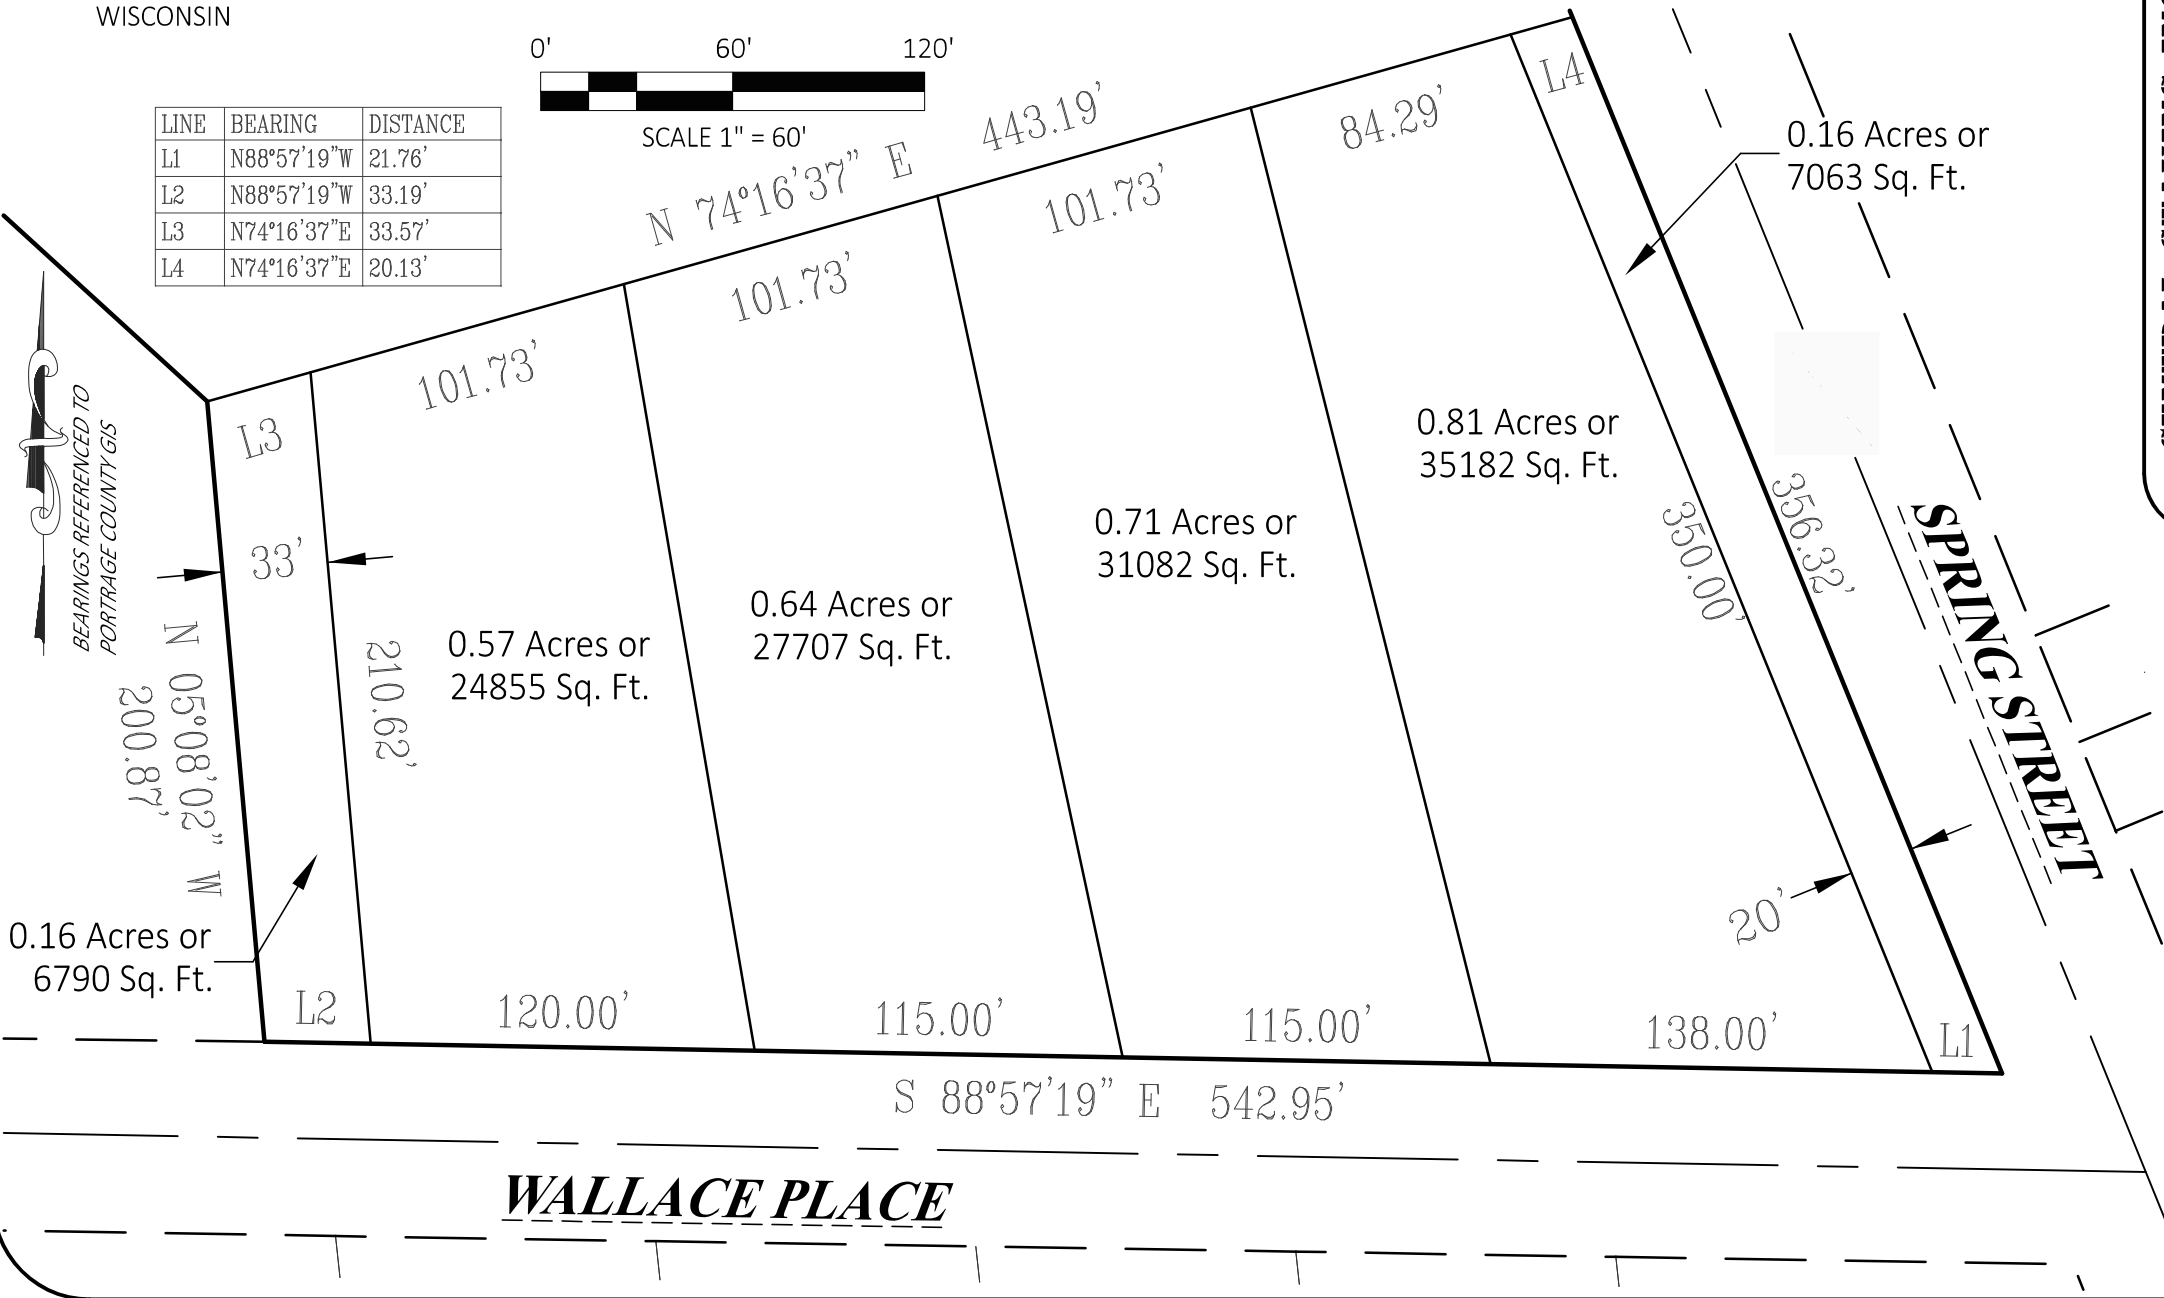 WISCONSIN
0' 60' 120'
SCALE 1" = 60'
LINE BEARING DISTANCE
L1 N88°57'19"W 21.76'
L2 N88°57'19"W 33.19'
L3 N74°16'37"E 33.57'
L4 N74°16'37"E 20.13'
N 74°16'37" E 443.19'
101.73'
101.73'
101.73'
84.29'
L4
0.16 Acres or
7063 Sq. Ft.
BEARINGS REFERENCED TO
PORTRAGE COUNTY GIS
L3
33'
N 05°08'02" W
200.87'
210.62'
0.57 Acres or
24855 Sq. Ft.
0.64 Acres or
27707 Sq. Ft.
0.71 Acres or
31082 Sq. Ft.
0.81 Acres or
35182 Sq. Ft.
350.00'
356.32'
SPRING STREET
20'
0.16 Acres or
6790 Sq. Ft.
L2
120.00'
115.00'
115.00'
138.00'
L1
S 88°57'19" E 542.95'
WALLACE PLACE